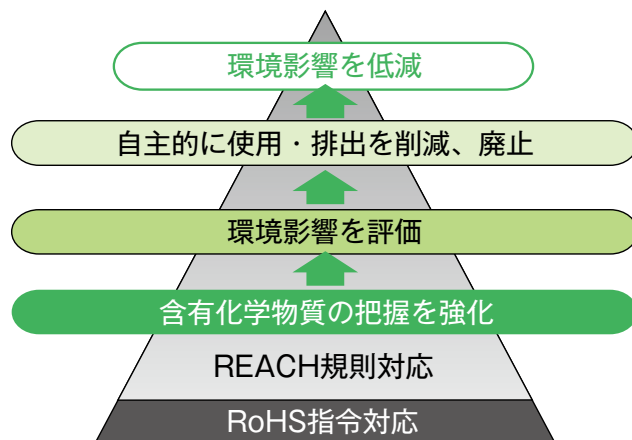 環境影響を低減
自主的に使用・排出を削減、廃止
環境影響を評価
含有化学物質の把握を強化
REACH規則対応
RoHS指令対応